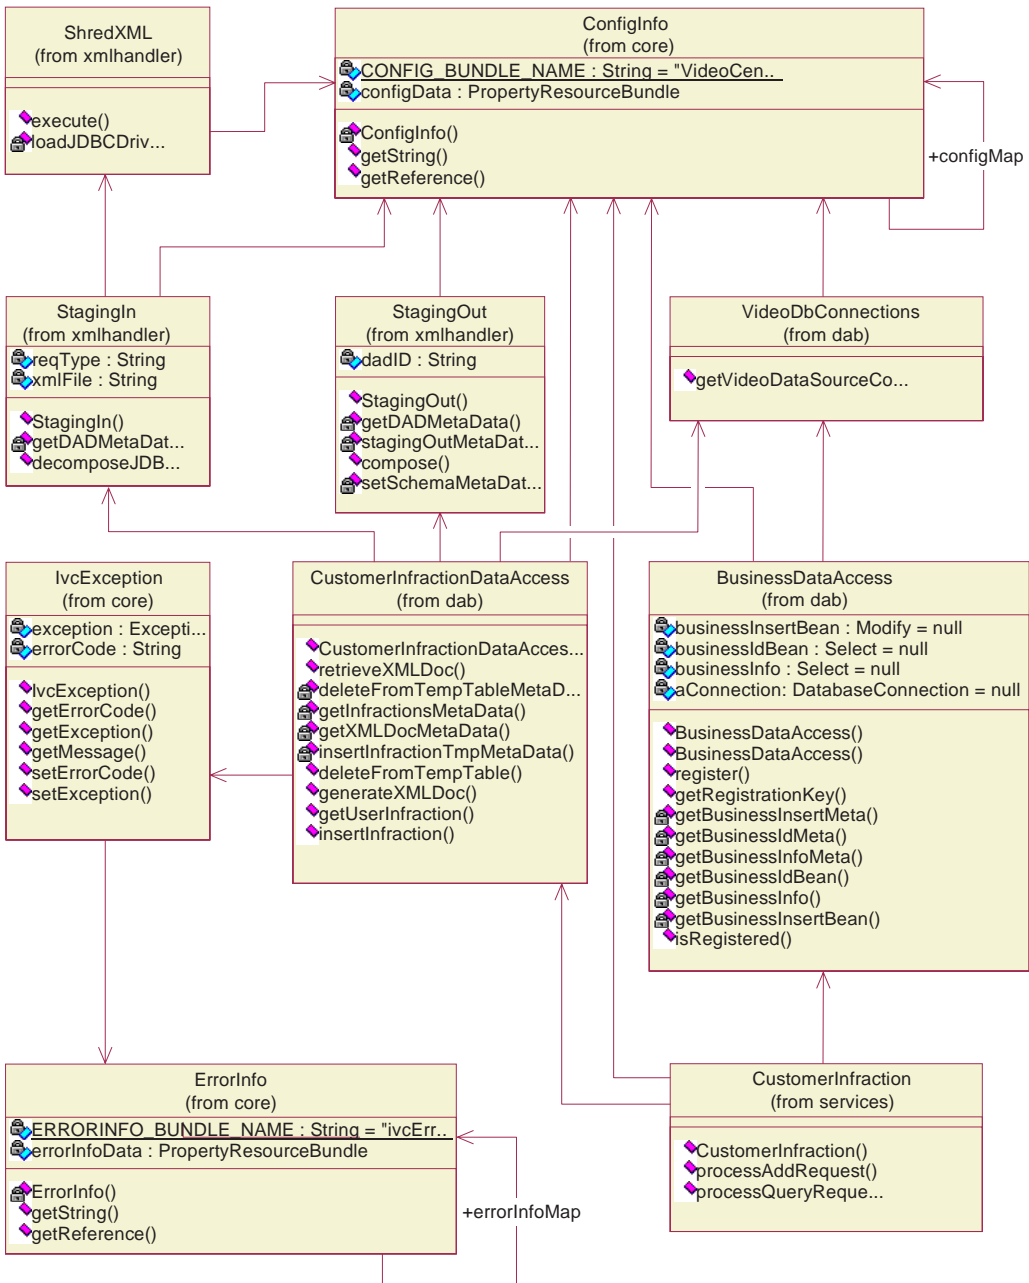 ShredXML
(from xmlhandler)
execute()
loadJDBCDriv...
ConfigInfo
(from core)
CONFIG_BUNDLE_NAME : String = "VideoCen..
configData : PropertyResourceBundle
ConfigInfo()
getString()
getReference()
+configMap
StagingIn
(from xmlhandler)
reqType : String
xmlFile : String
StagingIn()
getDADMetaDat...
decomposeJDB...
StagingOut
(from xmlhandler)
dadID : String
StagingOut()
getDADMetaData()
stagingOutMetaDat...
compose()
setSchemaMetaDat...
VideoDbConnections
(from dab)
getVideoDataSourceCo...
IvcException
(from core)
exception : Excepti...
errorCode : String
IvcException()
getErrorCode()
getException()
getMessage()
setErrorCode()
setException()
CustomerInfractionDataAccess
(from dab)
CustomerInfractionDataAcces...
retrieveXMLDoc()
deleteFromTempTableMetaD...
getInfractionsMetaData()
getXMLDocMetaData()
insertInfractionTmpMetaData()
deleteFromTempTable()
generateXMLDoc()
getUserInfraction()
insertInfraction()
BusinessDataAccess
(from dab)
businessInsertBean : Modify = null
businessIdBean : Select = null
businessInfo : Select = null
aConnection: DatabaseConnection = null
BusinessDataAccess()
BusinessDataAccess()
register()
getRegistrationKey()
getBusinessInsertMeta()
getBusinessIdMeta()
getBusinessInfoMeta()
getBusinessIdBean()
getBusinessInfo()
getBusinessInsertBean()
isRegistered()
ErrorInfo
(from core)
ERRORINFO_BUNDLE_NAME : String = "ivcErr..
errorInfoData : PropertyResourceBundle
ErrorInfo()
getString()
getReference()
+errorInfoMap
CustomerInfraction
(from services)
CustomerInfraction()
processAddRequest()
processQueryReque...